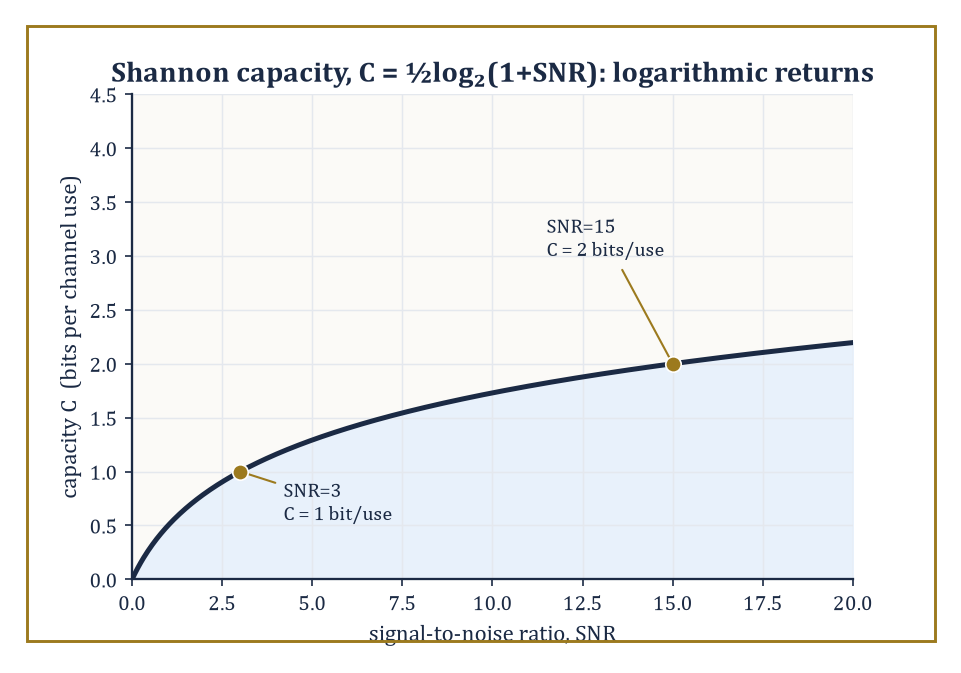 Shannon capacity, C = ½log₂(1+SNR): logarithmic returns
4.5
4.0
3.5
3.0
2.5
2.0
1.5
1.0
0.5
0.0
capacity C (bits per channel use)
SNR=15
C = 2 bits/use
SNR=3
C = 1 bit/use
0.0 2.5 5.0 7.5 10.0 12.5 15.0 17.5 20.0
signal-to-noise ratio, SNR